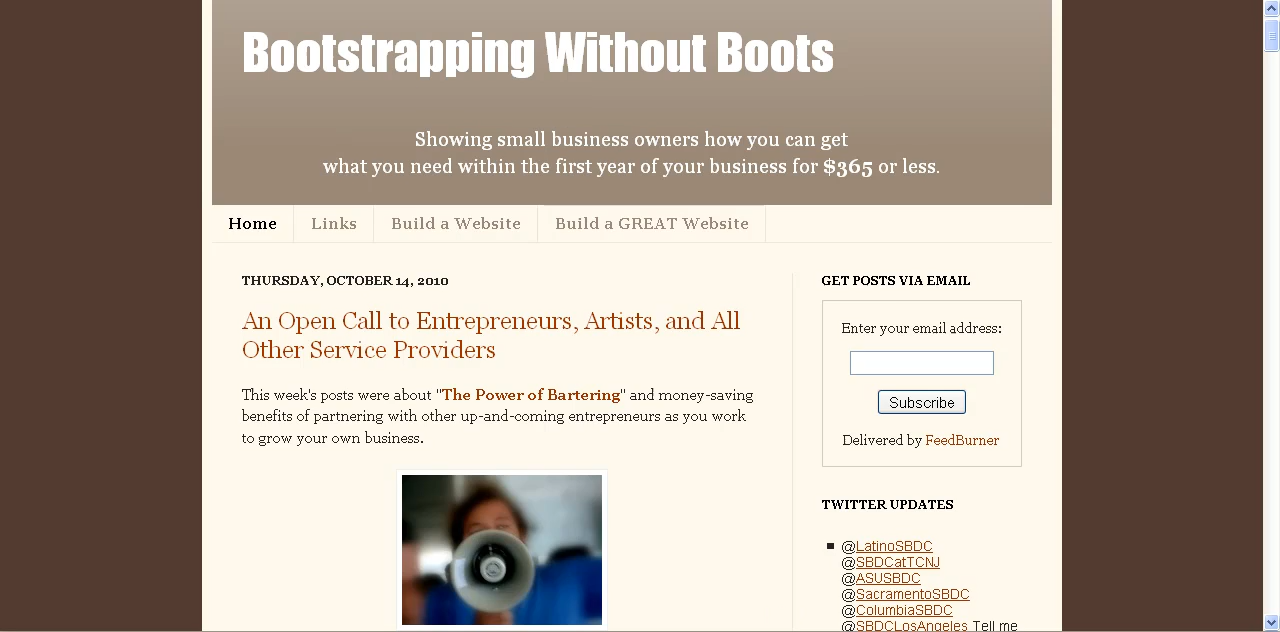 Bootstrapping Without Boots
Showing small business owners how you can get
what you need within the first year of your business for $365 or less.
Home
Links
Build a Website
Build a GREAT Website
THURSDAY, OCTOBER 14, 2010
An Open Call to Entrepreneurs, Artists, and All
Other Service Providers
This week's posts were about "The Power of Bartering" and money-saving
benefits of partnering with other up-and-coming entrepreneurs as you work
to grow your own business.
GET POSTS VIA EMAIL
Enter your email address:
Subscribe
Delivered by FeedBurner
TWITTER UPDATES
@LatinoSBDC
@SBDCatTCNJ
@ASUSBDC
@SacramentoSBDC
@ColumbiaSBDC
@SBDCLosAngeles Tell me